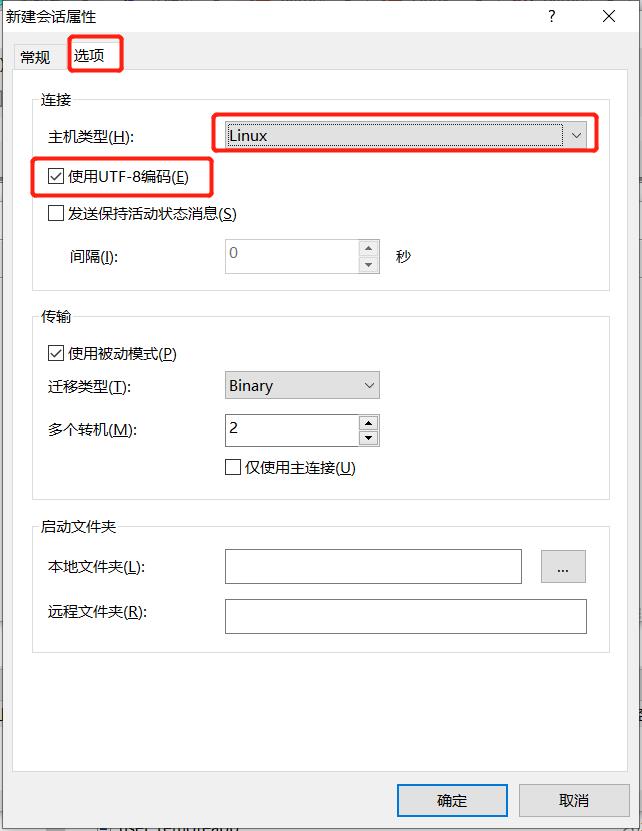 新建会话属性 ?
常规 选项
连接
主机类型(H): Linux
使用UTF-8编码(E)
发送保持活动状态消息(S)
间隔(I): 0 秒
传输
使用被动模式(P)
迁移类型(T): Binary
多个转机(M): 2
仅使用主连接(U)
启动文件夹
本地文件夹(L): ...
远程文件夹(R):
确定 取消